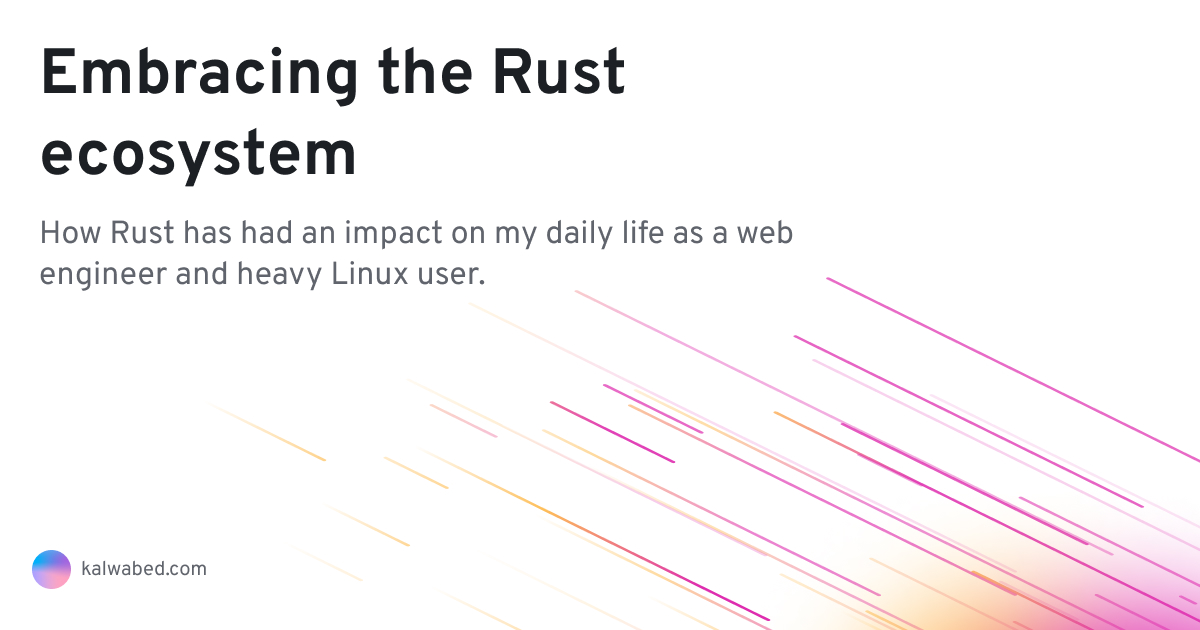 Embracing the Rust
ecosystem
How Rust has had an impact on my daily life as a web
engineer and heavy Linux user.
kalwabed.com